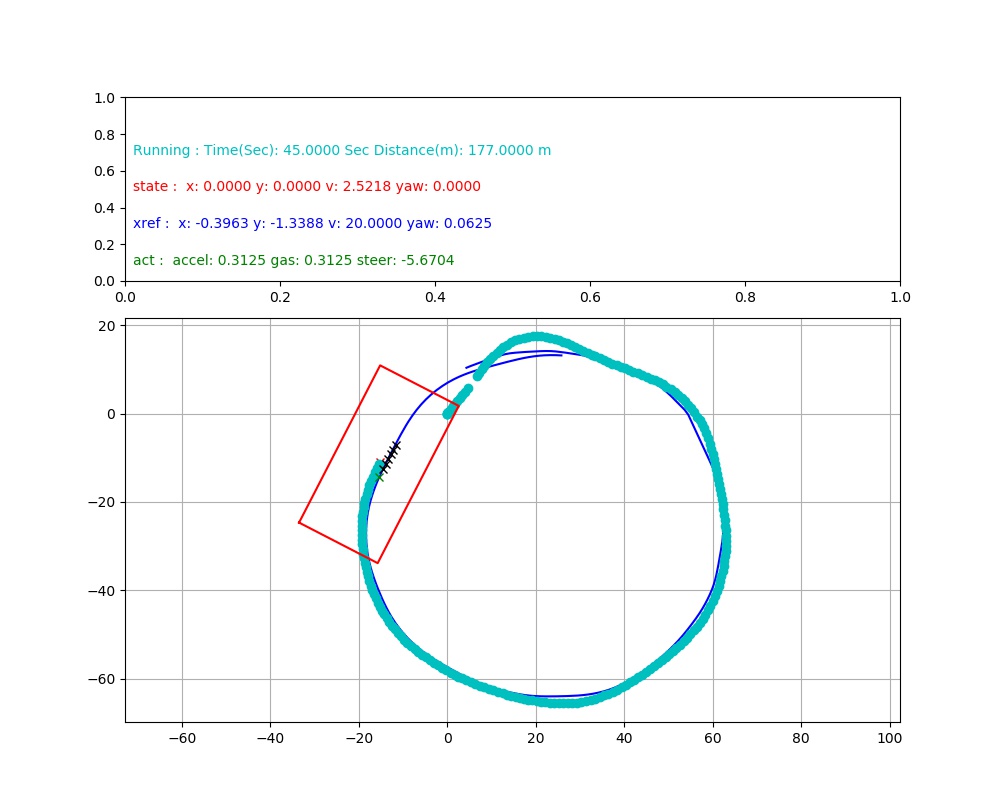 1.0
0.8
Running : Time(Sec): 45.0000 Sec Distance(m): 177.0000 m
0.6
state :  x: 0.0000 y: 0.0000 v: 2.5218 yaw: 0.0000
0.4
xref :  x: -0.3963 y: -1.3388 v: 20.0000 yaw: 0.0625
0.2
act :  accel: 0.3125 gas: 0.3125 steer: -5.6704
0.0
0.0 0.2 0.4 0.6 0.8 1.0
20
0
−20
−40
−60
−60 −40 −20 0 20 40 60 80 100